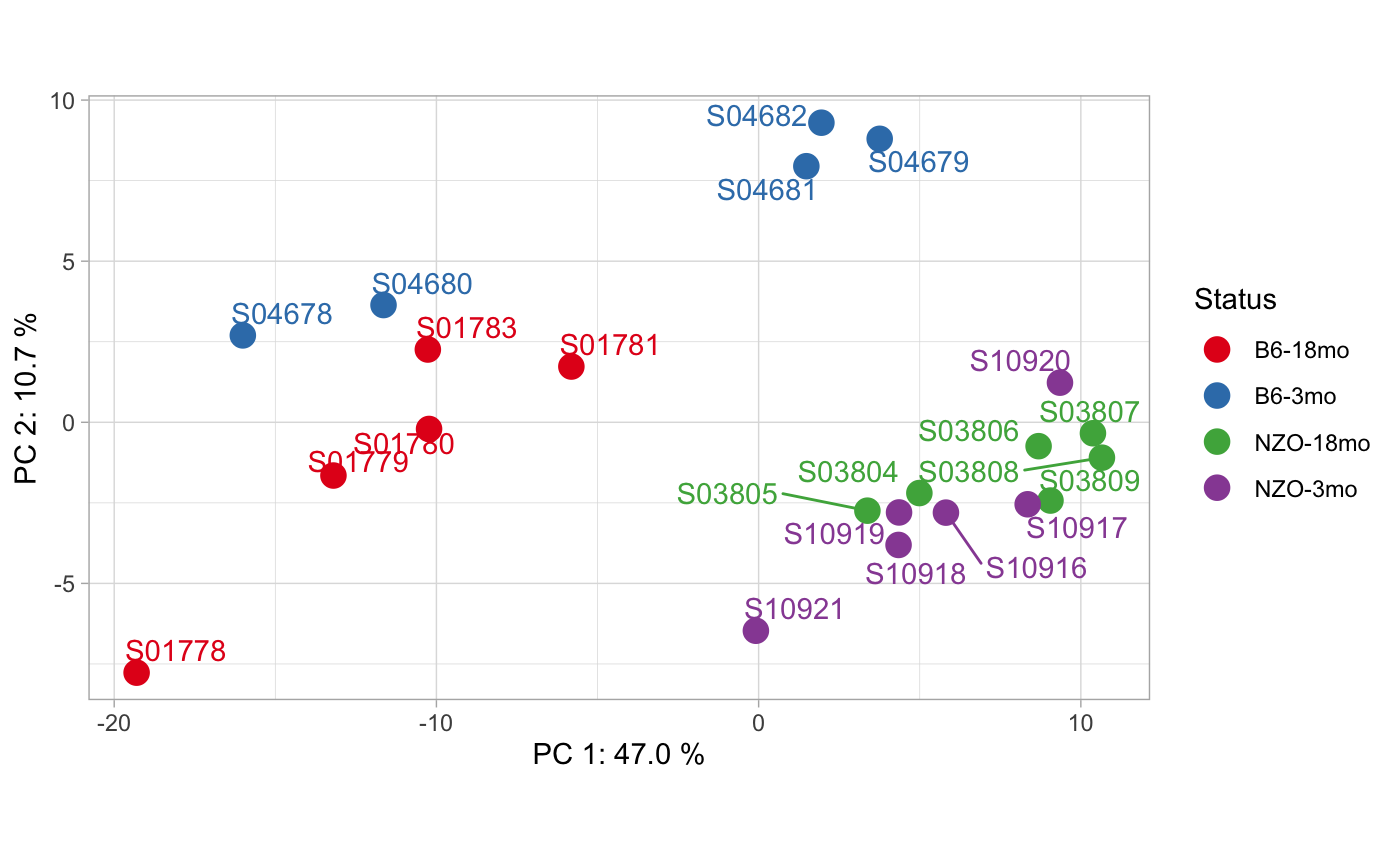 10
5
0
-5
PC 2: 10.7 %
S04682
S04679
S04681
S04680
S04678
S01783
S01781
S10920
S03807
S03806
S01780
S01779
S03804
S03808
S03809
S03805
S10917
S10919
S10918
S10916
S10921
S01778
-20
-10
0
10
PC 1: 47.0 %
Status
B6-18mo
B6-3mo
NZO-18mo
NZO-3mo